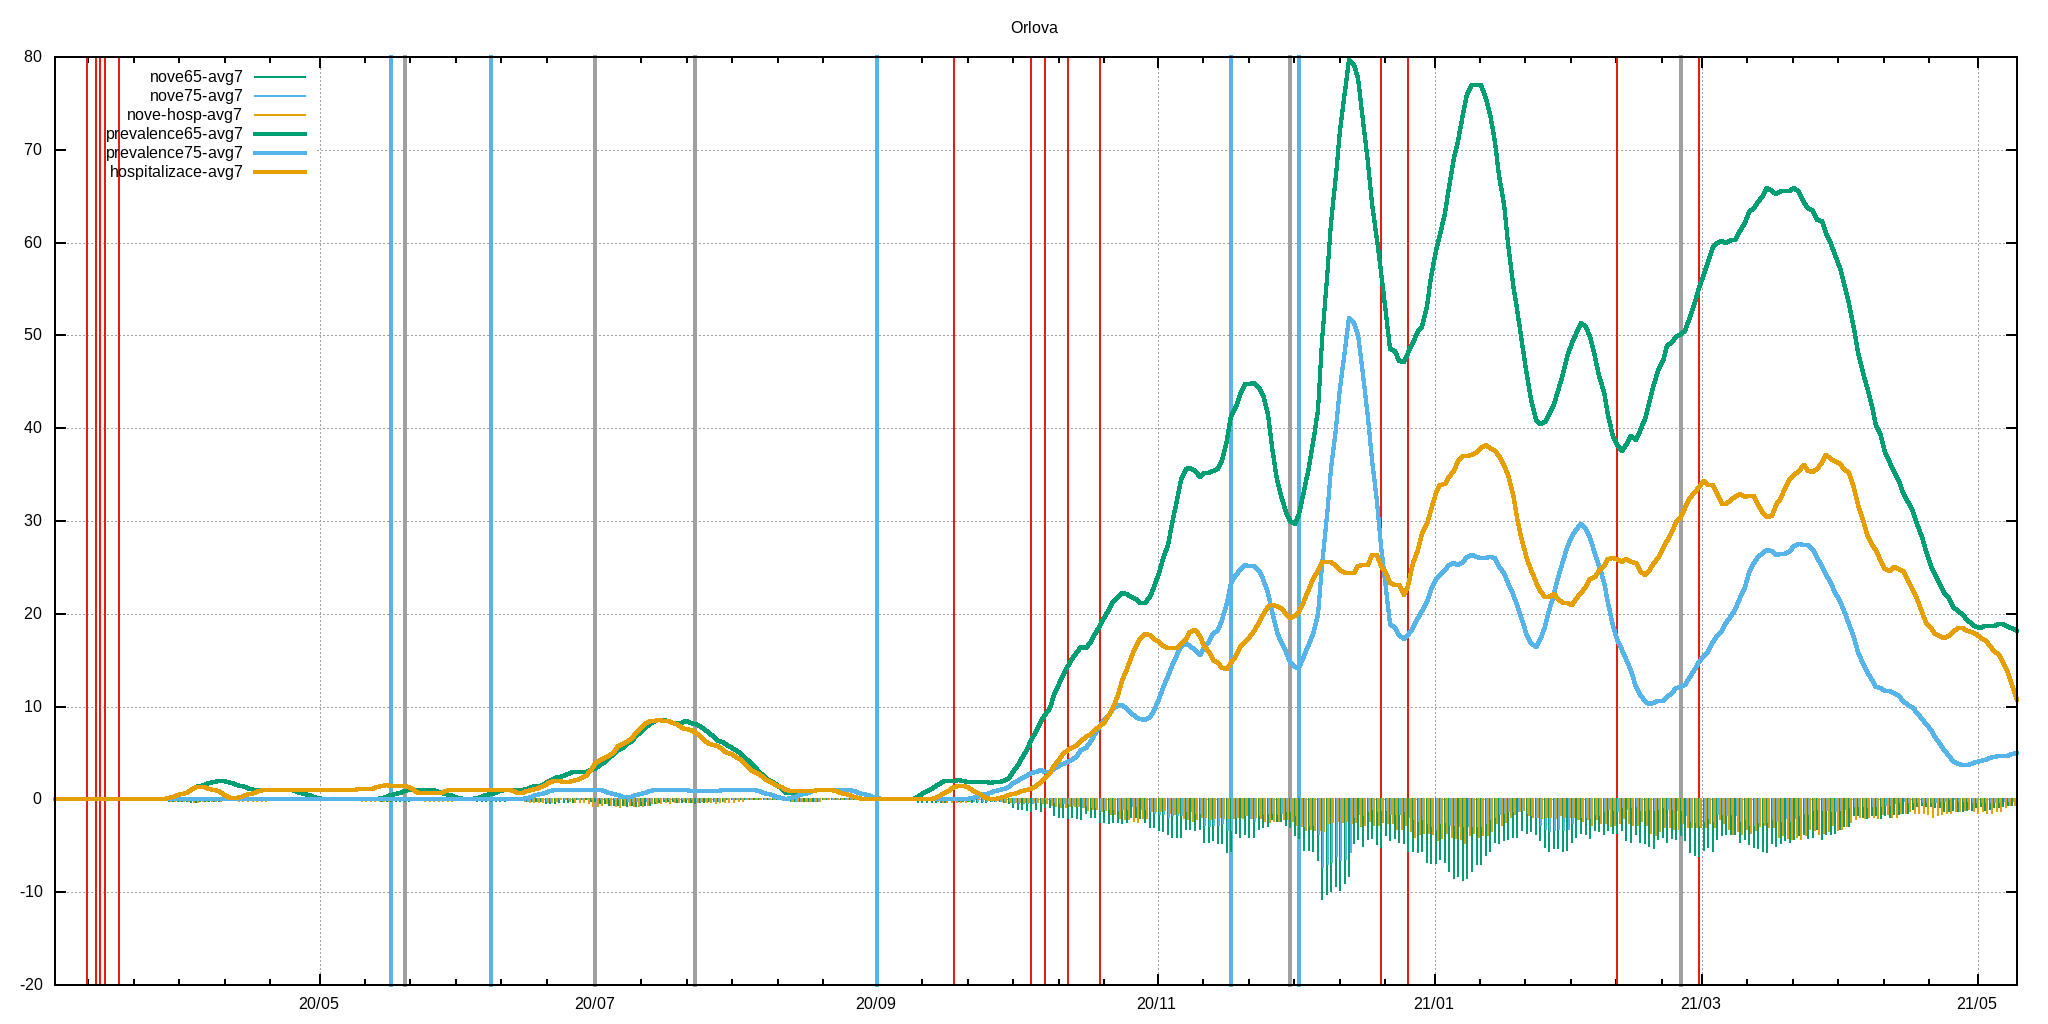 Orlova
80
70
60
50
40
30
20
10
0
-10
-20
nove65-avg7
nove75-avg7
nove-hosp-avg7
prevalence65-avg7
prevalence75-avg7
hospitalizace-avg7
20/05 20/07 20/09 20/11 21/01 21/03 21/05